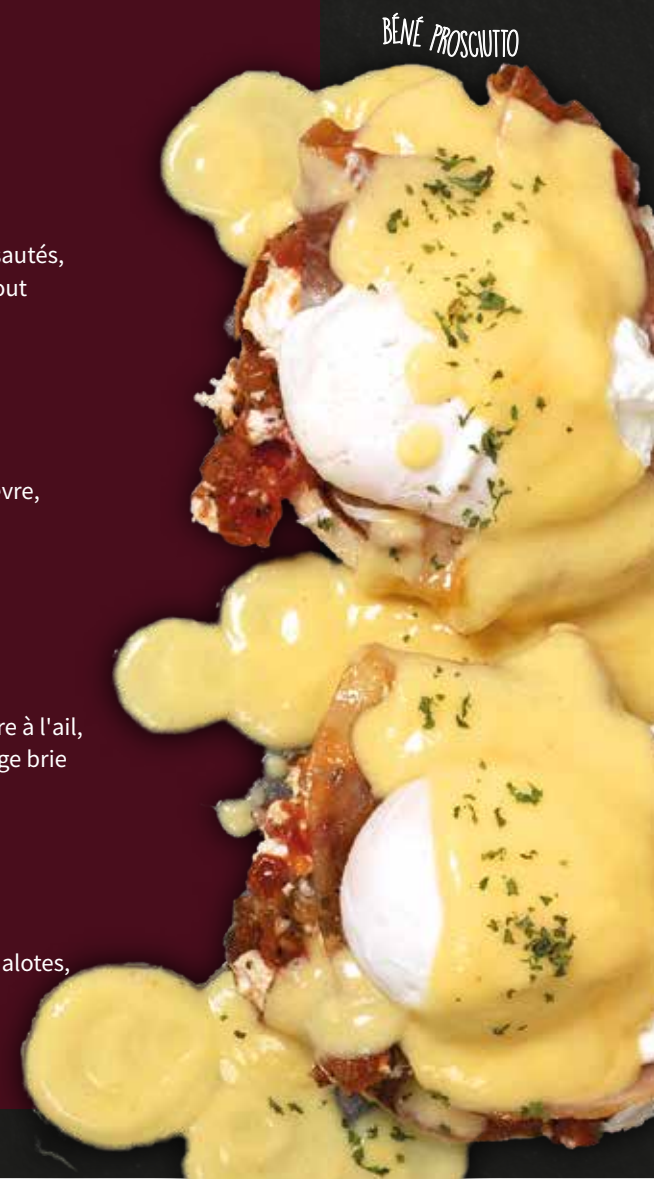 BÉNÉ PROSCIUTTO
autés,
out
vre,
re à l'ail,
ge brie
alotes,